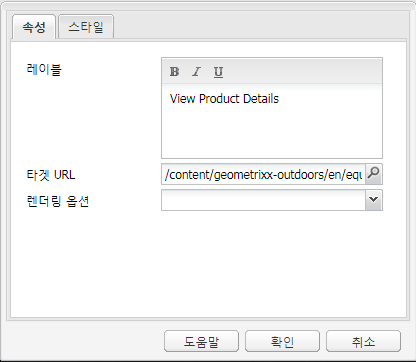 속성 스타일
레이블
B I U
View Product Details
타겟 URL /content/geometrixx-outdoors/en/equ
렌더링 옵션
도움말 확인 취소